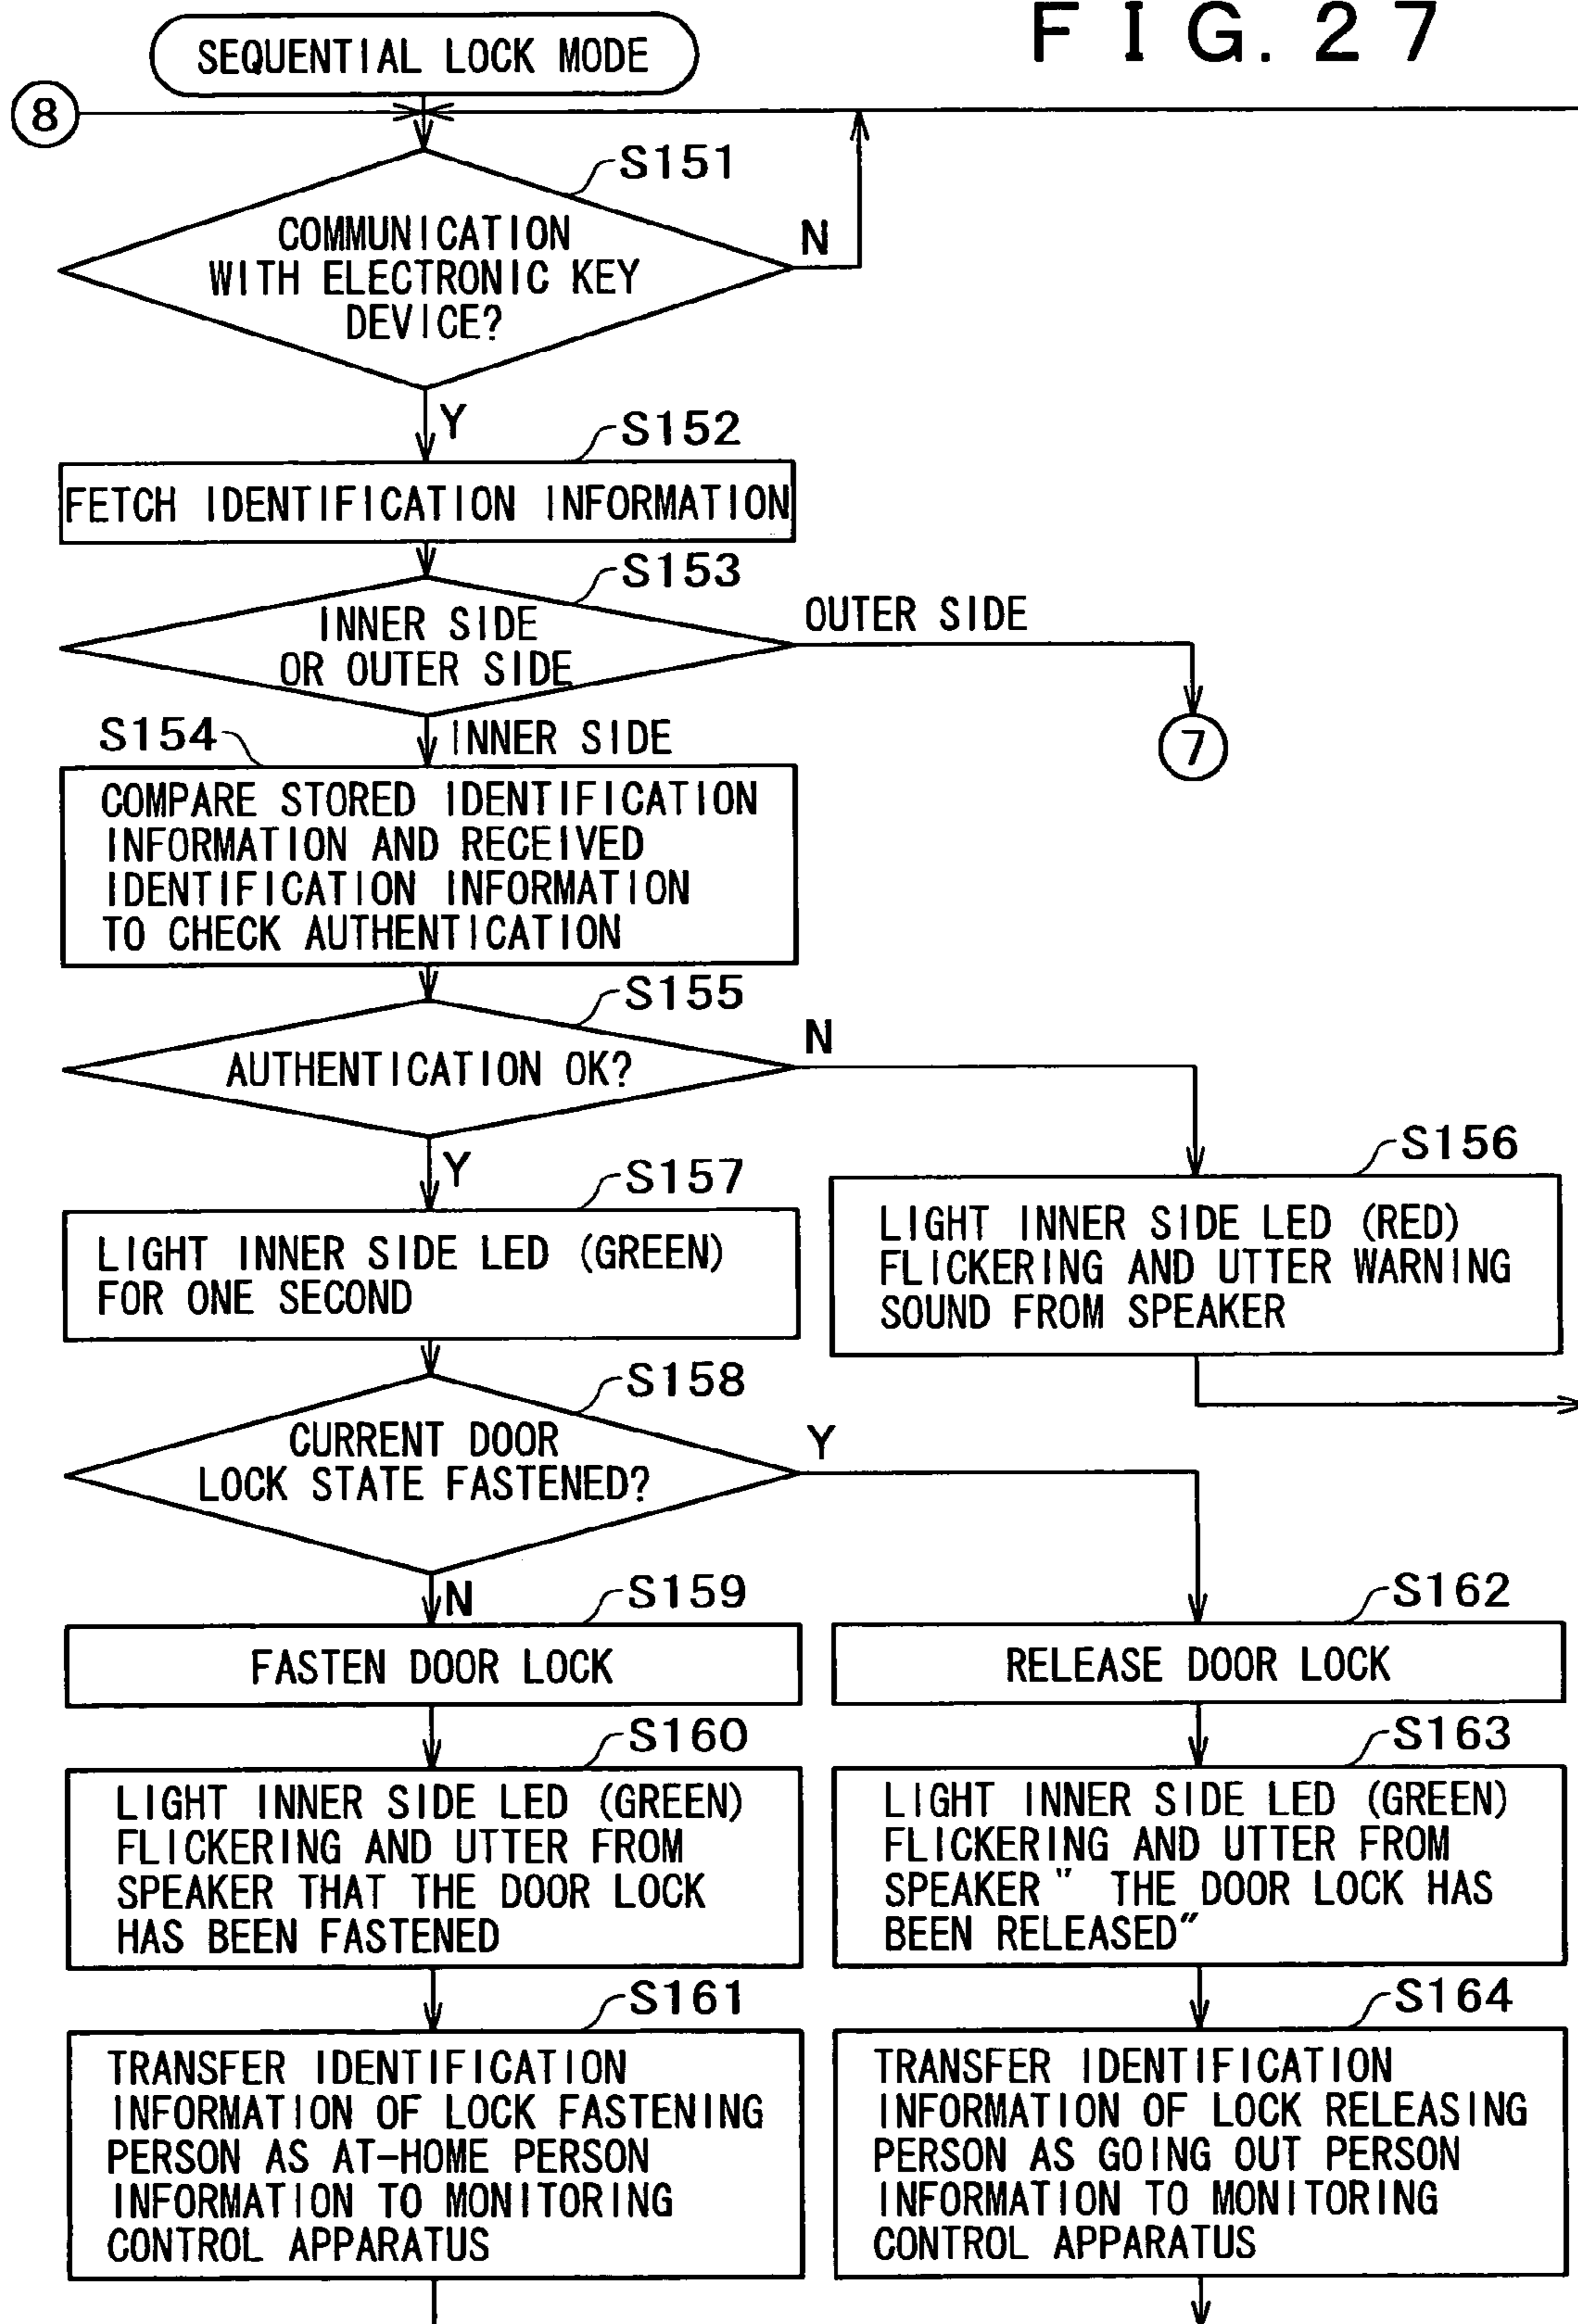 FIG. 27
SEQUENTIAL LOCK MODE
8
S151
COMMUNICATION
WITH ELECTRONIC KEY
DEVICE?
N
Y
S152
FETCH IDENTIFICATION INFORMATION
S153
INNER SIDE
OR OUTER SIDE
OUTER SIDE
7
INNER SIDE
S154
COMPARE STORED IDENTIFICATION
INFORMATION AND RECEIVED
IDENTIFICATION INFORMATION
TO CHECK AUTHENTICATION
S155
AUTHENTICATION OK?
N
Y
S156
LIGHT INNER SIDE LED (RED)
FLICKERING AND UTTER WARNING
SOUND FROM SPEAKER
S157
LIGHT INNER SIDE LED (GREEN)
FOR ONE SECOND
S158
CURRENT DOOR
LOCK STATE FASTENED?
Y
N
S159
FASTEN DOOR LOCK
S160
LIGHT INNER SIDE LED (GREEN)
FLICKERING AND UTTER FROM
SPEAKER THAT THE DOOR LOCK
HAS BEEN FASTENED
S161
TRANSFER IDENTIFICATION
INFORMATION OF LOCK FASTENING
PERSON AS AT-HOME PERSON
INFORMATION TO MONITORING
CONTROL APPARATUS
S162
RELEASE DOOR LOCK
S163
LIGHT INNER SIDE LED (GREEN)
FLICKERING AND UTTER FROM
SPEAKER " THE DOOR LOCK HAS
BEEN RELEASED"
S164
TRANSFER IDENTIFICATION
INFORMATION OF LOCK RELEASING
PERSON AS GOING OUT PERSON
INFORMATION TO MONITORING
CONTROL APPARATUS